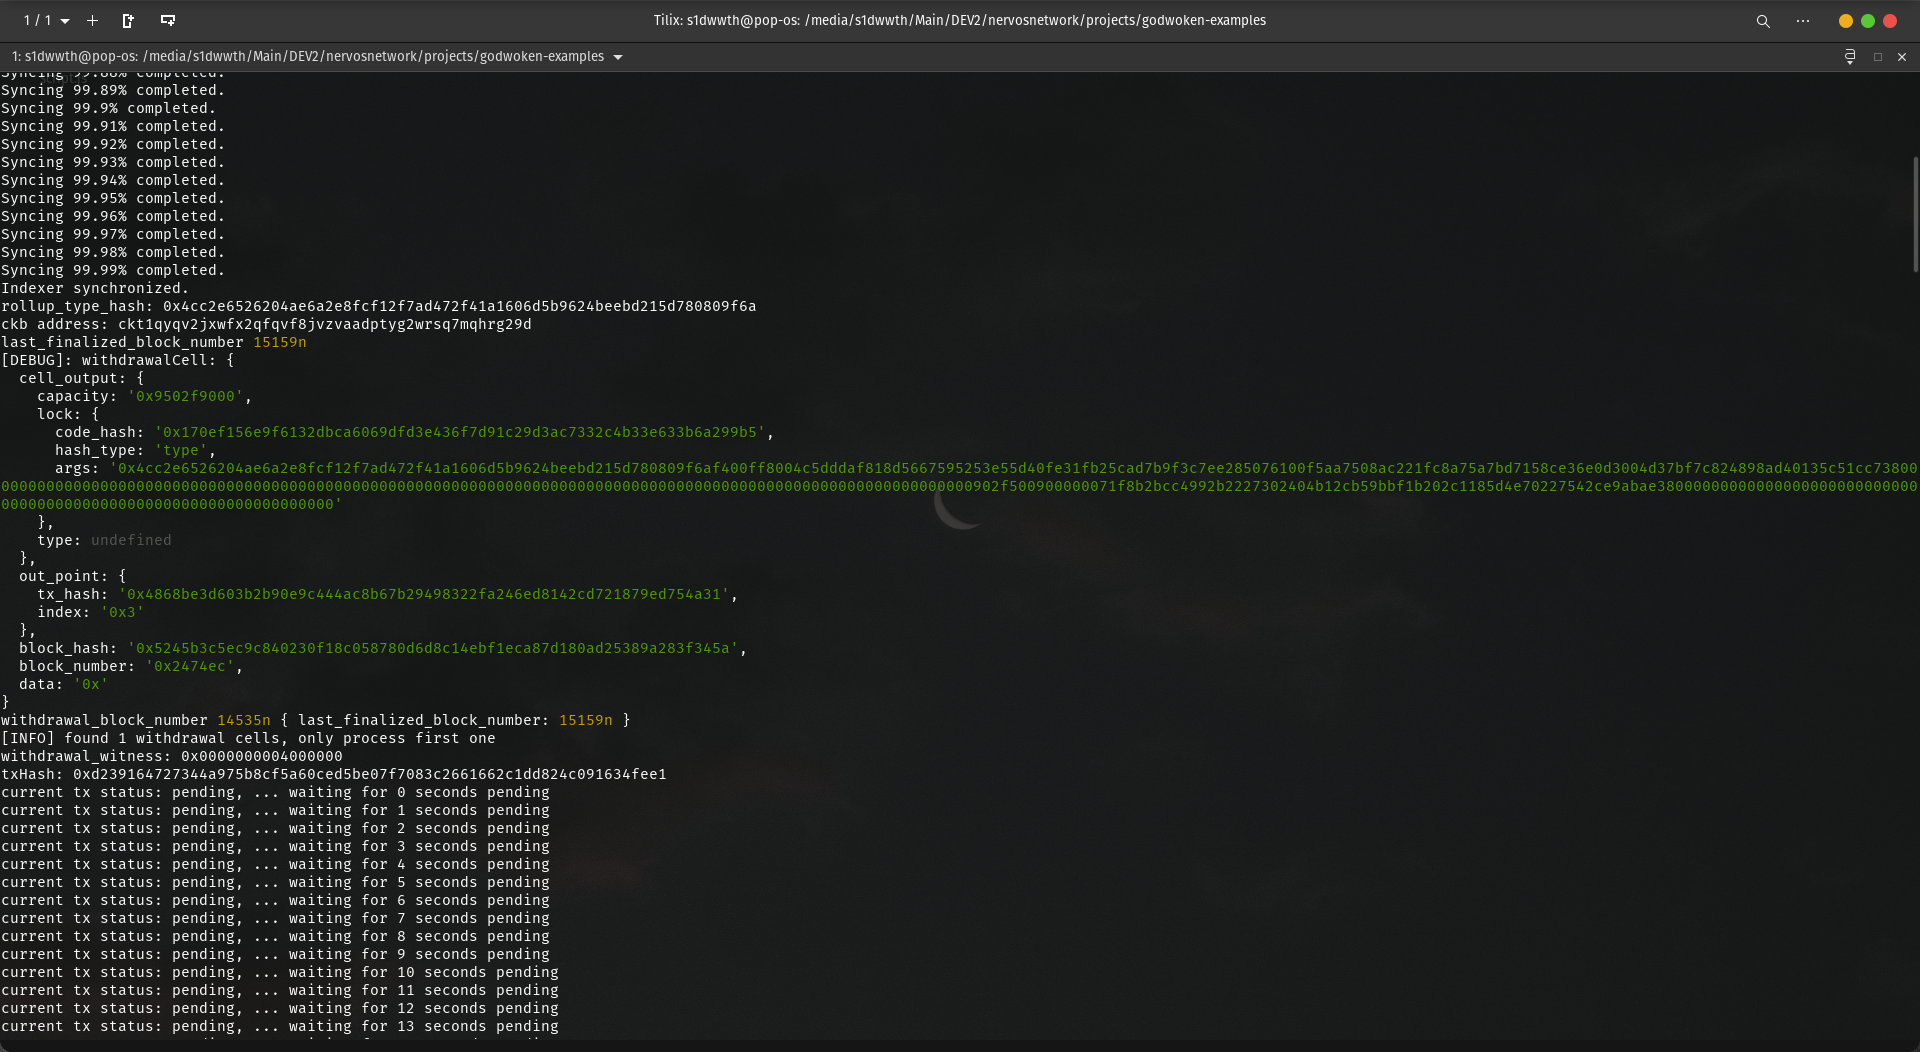 1 / 1
Tilix: s1dwwth@pop-os: /media/s1dwwth/Main/DEV2/nervosnetwork/projects/godwoken-examples
1: s1dwwth@pop-os: /media/s1dwwth/Main/DEV2/nervosnetwork/projects/godwoken-examples
Syncing 99.88% completed.
Syncing 99.89% completed.
Syncing 99.9% completed.
Syncing 99.91% completed.
Syncing 99.92% completed.
Syncing 99.93% completed.
Syncing 99.94% completed.
Syncing 99.95% completed.
Syncing 99.96% completed.
Syncing 99.97% completed.
Syncing 99.98% completed.
Syncing 99.99% completed.
Indexer synchronized.
rollup_type_hash: 0x4cc2e6526204ae6a2e8fcf12f7ad472f41a1606d5b9624beebd215d780809f6a
ckb address: ckt1qyqv2jxwfx2qfqvf8jvzvaadptyg2wrsq7mqhrg29d
last_finalized_block_number 15159n
[DEBUG]: withdrawalCell: {
  cell_output: {
    capacity: '0x9502f9000',
    lock: {
      code_hash: '0x170ef156e9f6132dbca6069dfd3e436f7d91c29d3ac7332c4b33e633b6a299b5',
      hash_type: 'type',
      args: '0x4cc2e6526204ae6a2e8fcf12f7ad472f41a1606d5b9624beebd215d780809f6af400ff8004c5dddaf818d5667595253e55d40fe31fb25cad7b9f3c7ee285076100f5aa7508ac221fc8a75a7bd7158ce36e0d3004d37bf7c824898ad40135c51cc73800
000000000000000000000000000000000000000000000000000000000000000000000000000000000000000000000000000000000000902f500900000071f8b2bcc4992b2227302404b12cb59bbf1b202c1185d4e70227542ce9abae38000000000000000000000000000
0000000000000000000000000000000000000'
    },
    type: undefined
  },
  out_point: {
    tx_hash: '0x4868be3d603b2b90e9c444ac8b67b29498322fa246ed8142cd721879ed754a31',
    index: '0x3'
  },
  block_hash: '0x5245b3c5ec9c840230f18c058780d6d8c14ebf1eca87d180ad25389a283f345a',
  block_number: '0x2474ec',
  data: '0x'
}
withdrawal_block_number 14535n { last_finalized_block_number: 15159n }
[INFO] found 1 withdrawal cells, only process first one
withdrawal_witness: 0x0000000004000000
txHash: 0xd239164727344a975b8cf5a60ced5be07f7083c2661662c1dd824c091634fee1
current tx status: pending, ... waiting for 0 seconds pending
current tx status: pending, ... waiting for 1 seconds pending
current tx status: pending, ... waiting for 2 seconds pending
current tx status: pending, ... waiting for 3 seconds pending
current tx status: pending, ... waiting for 4 seconds pending
current tx status: pending, ... waiting for 5 seconds pending
current tx status: pending, ... waiting for 6 seconds pending
current tx status: pending, ... waiting for 7 seconds pending
current tx status: pending, ... waiting for 8 seconds pending
current tx status: pending, ... waiting for 9 seconds pending
current tx status: pending, ... waiting for 10 seconds pending
current tx status: pending, ... waiting for 11 seconds pending
current tx status: pending, ... waiting for 12 seconds pending
current tx status: pending, ... waiting for 13 seconds pending